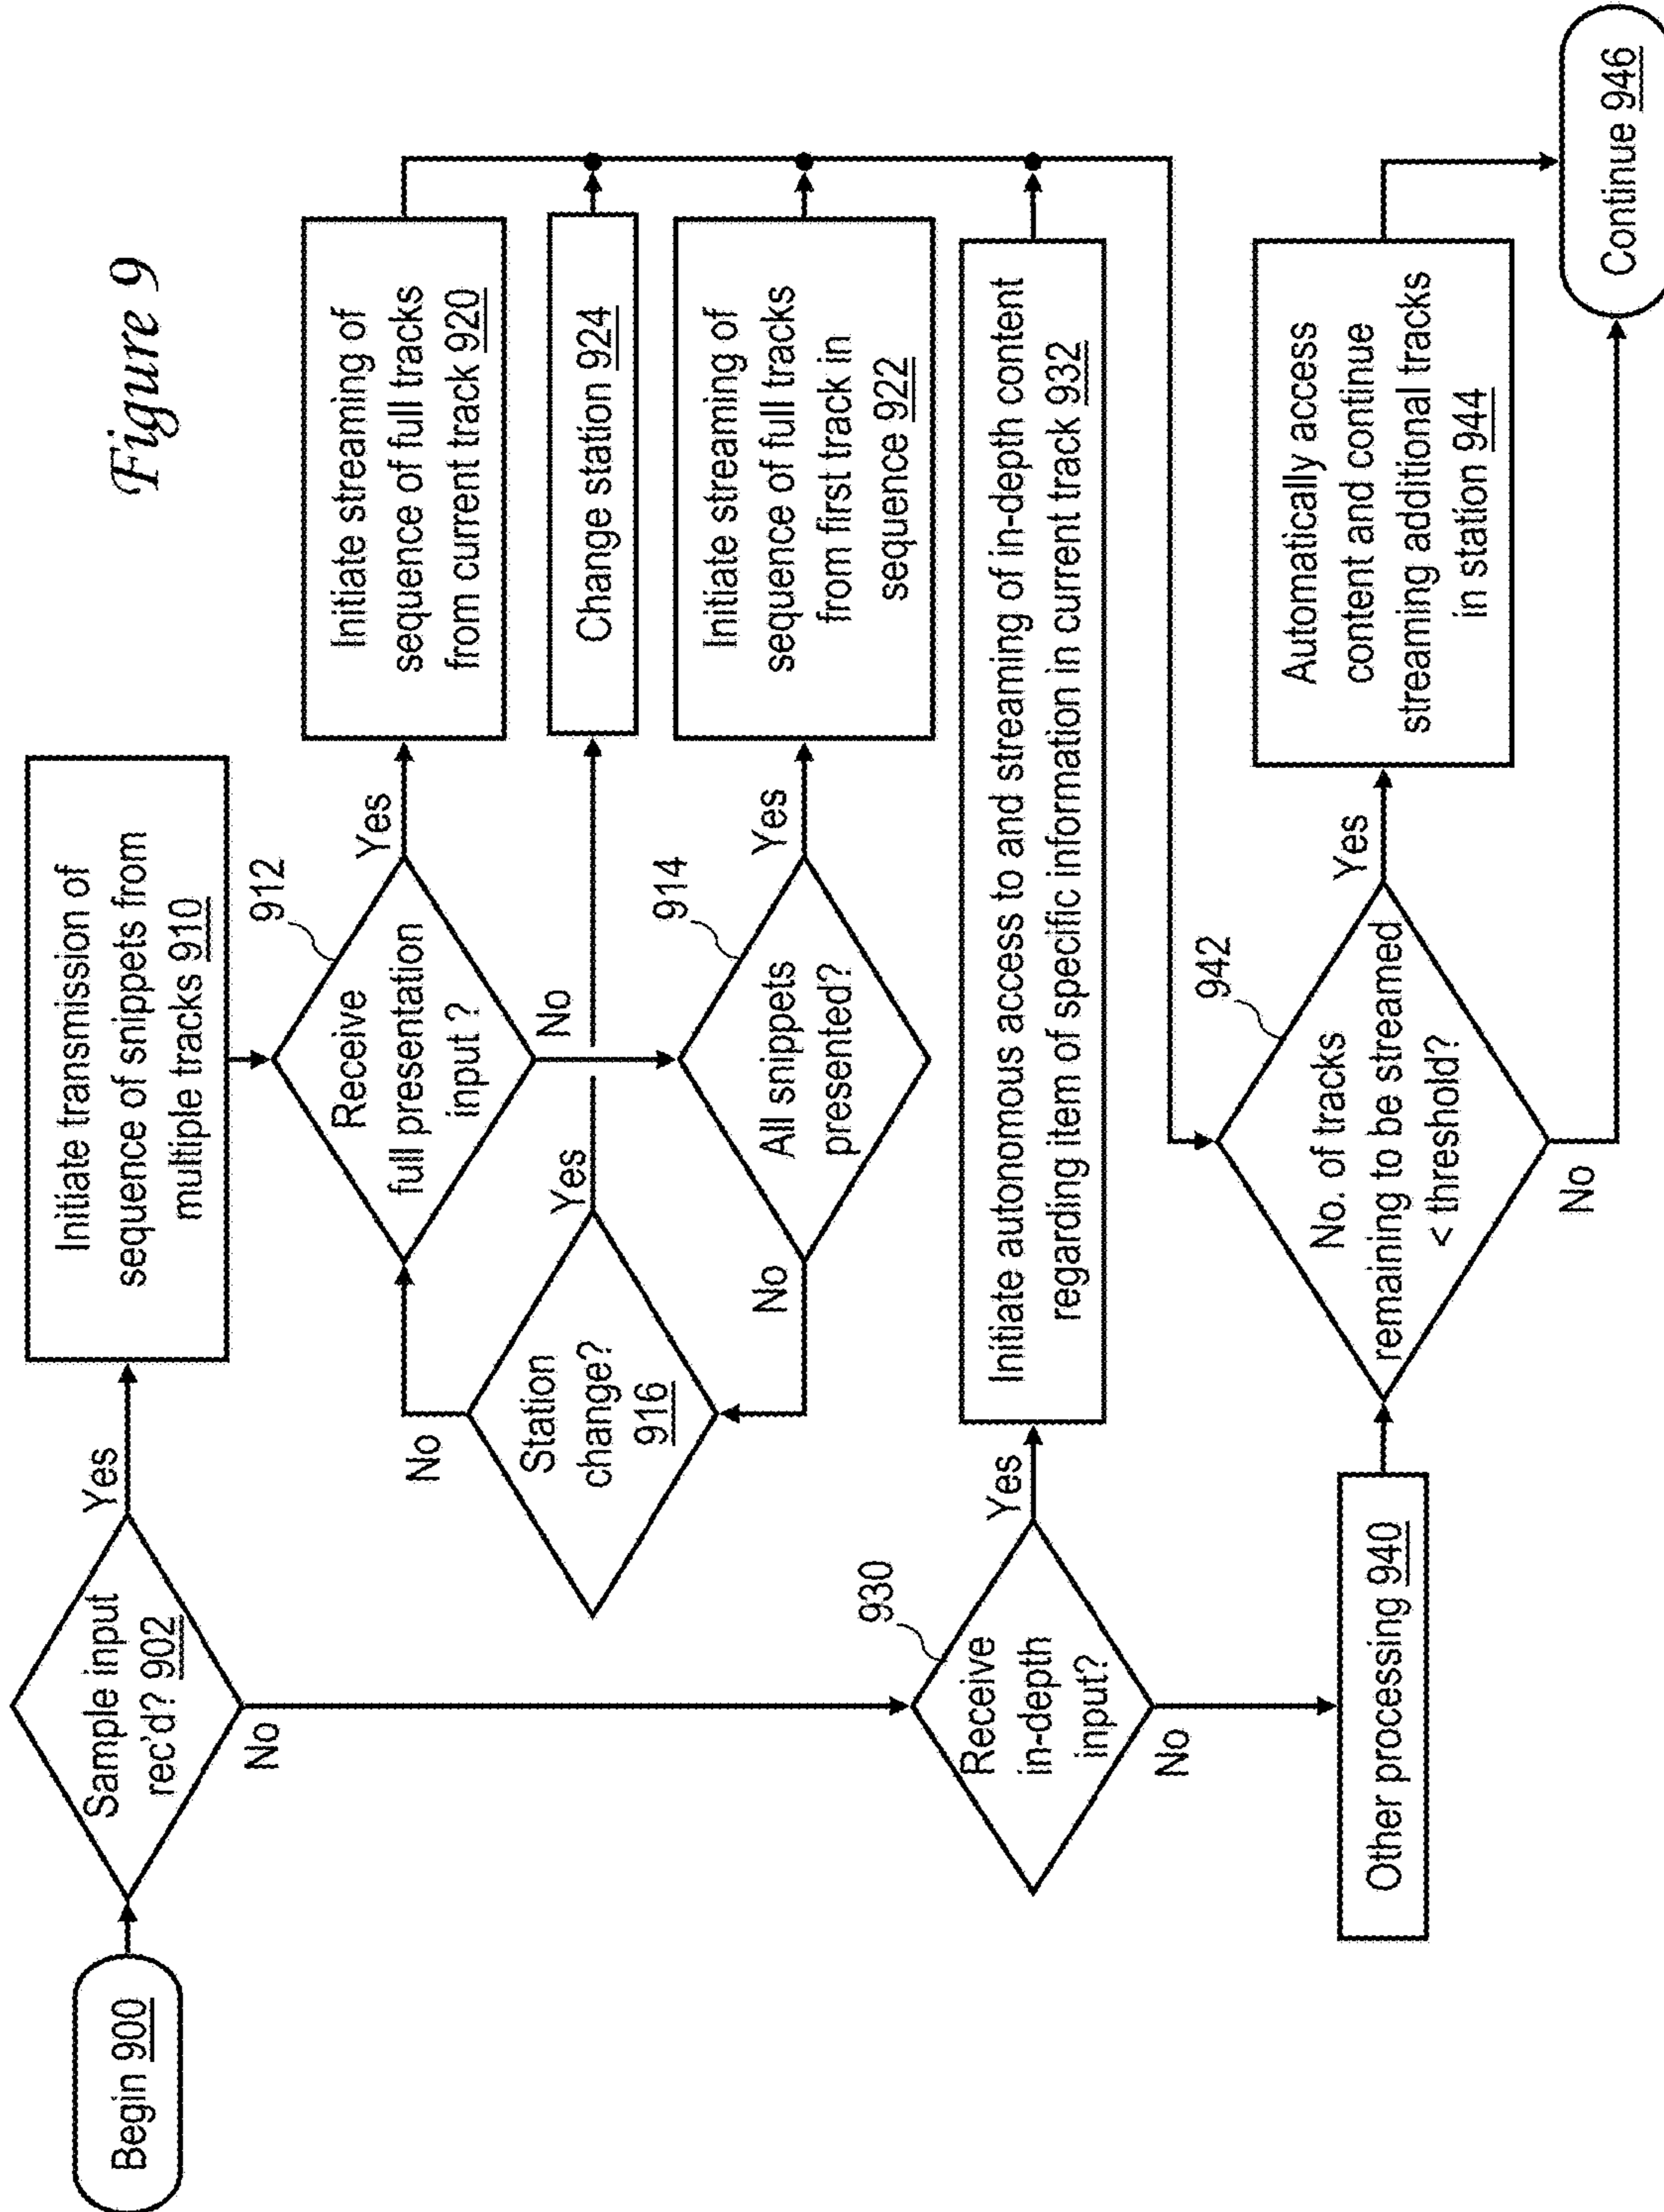 Figure 9
Begin 900
Sample input
rec'd? 902
Yes
No
Initiate transmission of
sequence of snippets from
multiple tracks 910
912
Receive
full presentation
input ?
Yes
No
Initiate streaming of
sequence of full tracks
from current track 920
Station
change?
916
No
Yes
Change station 924
914
All snippets
presented?
Yes
No
Initiate streaming of
sequence of full tracks
from first track in
sequence 922
930
Receive
in-depth
input?
Yes
No
Initiate autonomous access to and streaming of in-depth content
regarding item of specific information in current track 932
Other processing 940
942
No. of tracks
remaining to be streamed
< threshold?
Yes
No
Automatically access
content and continue
streaming additional tracks
in station 944
Continue 946